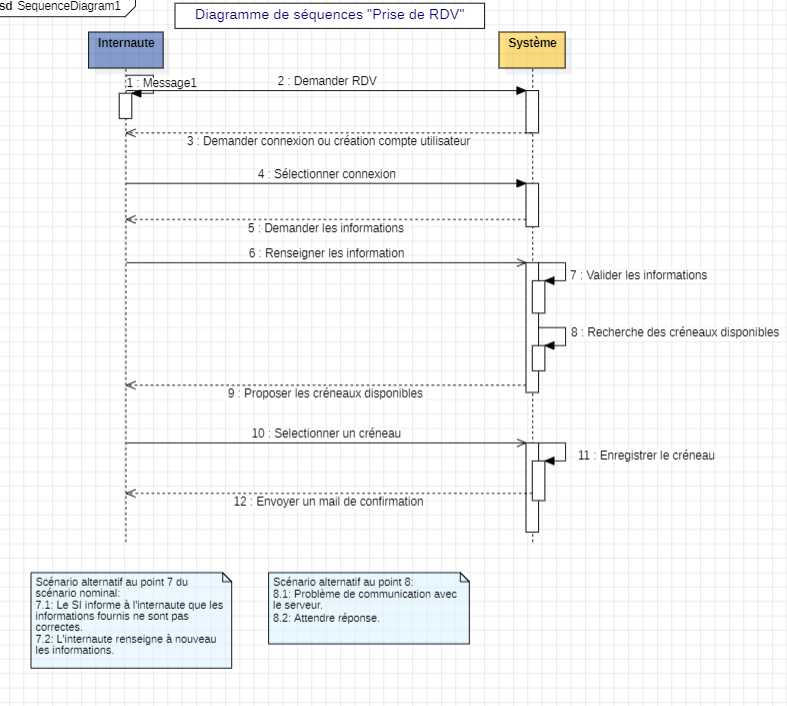 sd SequenceDiagram1
Diagramme de séquences "Prise de RDV"
Internaute
Système
1 : Message1
2 : Demander RDV
3 : Demander connexion ou création compte utilisateur
4 : Sélectionner connexion
5 : Demander les informations
6 : Renseigner les information
7 : Valider les informations
8 : Recherche des créneaux disponibles
9 : Proposer les créneaux disponibles
10 : Selectionner un créneau
11 : Enregistrer le créneau
12 : Envoyer un mail de confirmation
Scénario alternatif au point 7 du
scénario nominal:
7.1: Le SI informe à l'internaute que les
informations fournis ne sont pas
correctes.
7.2: L'internaute renseigne à nouveau
les informations.
Scénario alternatif au point 8:
8.1: Problème de communication avec
le serveur.
8.2: Attendre réponse.